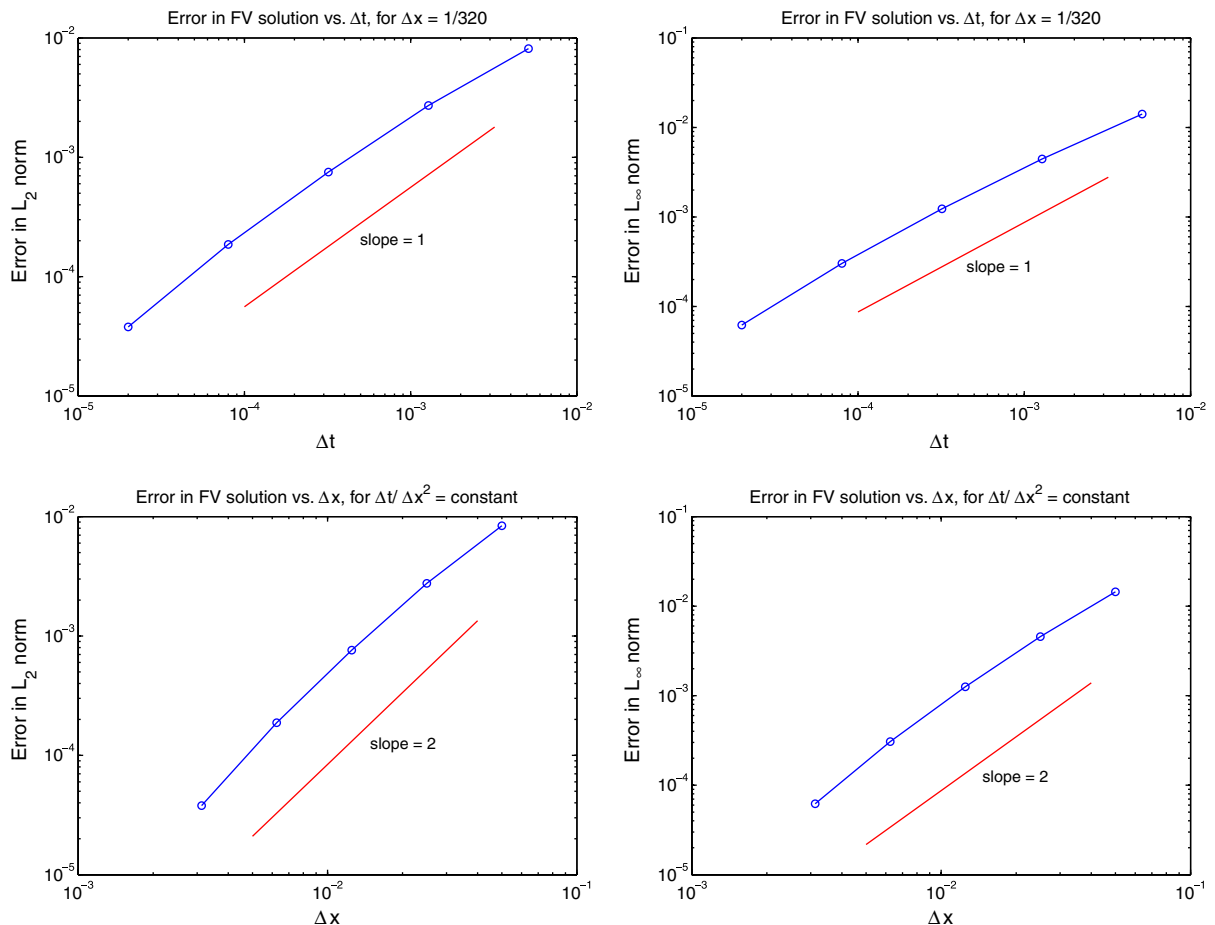 Error in FV solution vs. Δt, for Δx = 1/320
10⁻²
10⁻³
10⁻⁴
10⁻⁵
Error in L₂ norm
slope = 1
10⁻⁵
10⁻⁴
10⁻³
10⁻²
Δt
Error in FV solution vs. Δt, for Δx = 1/320
10⁻¹
10⁻²
10⁻³
10⁻⁴
10⁻⁵
Error in L∞ norm
slope = 1
10⁻⁵
10⁻⁴
10⁻³
10⁻²
Δt
Error in FV solution vs. Δx, for Δt/ Δx² = constant
10⁻²
10⁻³
10⁻⁴
10⁻⁵
Error in L₂ norm
slope = 2
10⁻³
10⁻²
10⁻¹
Δx
Error in FV solution vs. Δx, for Δt/ Δx² = constant
10⁻¹
10⁻²
10⁻³
10⁻⁴
10⁻⁵
Error in L∞ norm
slope = 2
10⁻³
10⁻²
10⁻¹
Δx